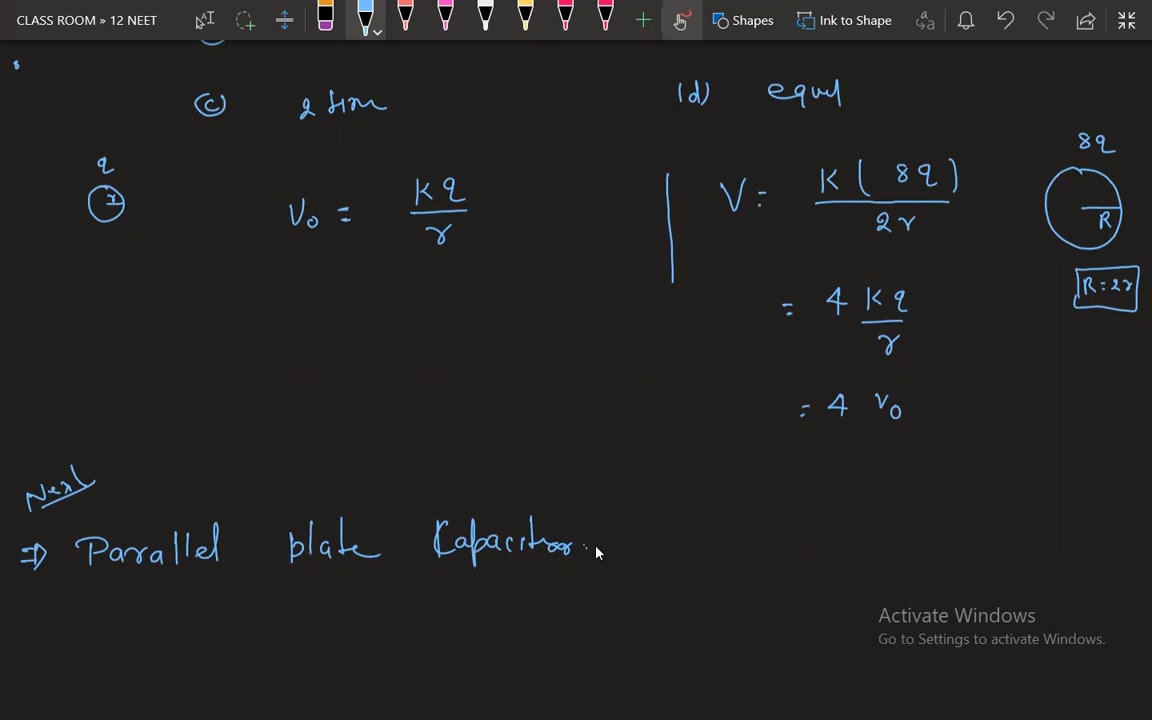 CLASS ROOM » 12 NEET
Shapes
Ink to Shape
(c) 2 time (d) equal
q
r
V₀ = Kq/r
V = K(8q)/2r
8q
R
R = 2r
= 4 Kq/r
= 4 V₀
Next
⇒ Parallel plate Capacitor
Activate Windows
Go to Settings to activate Windows.